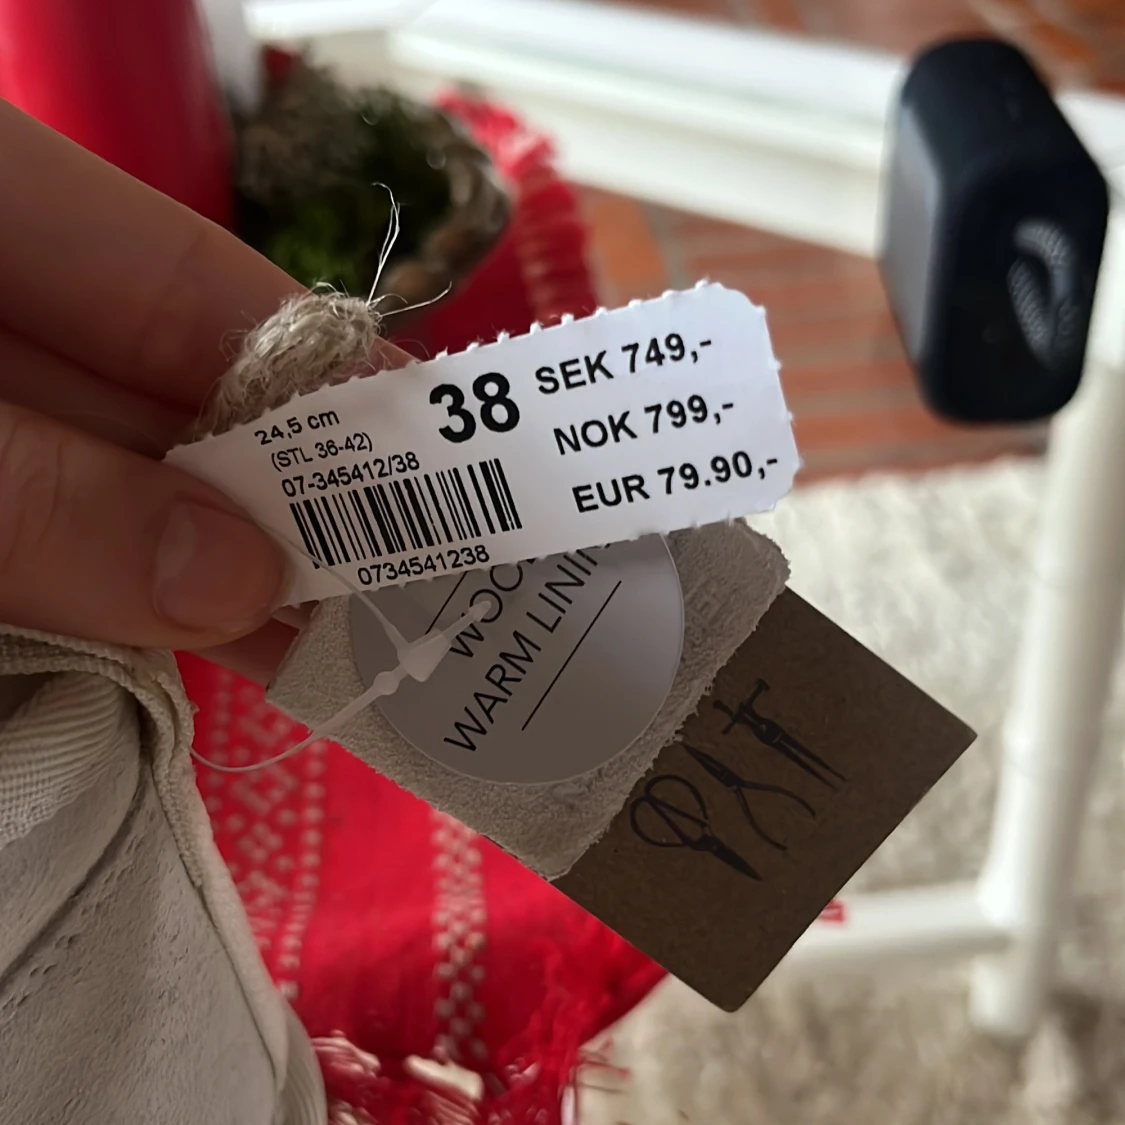 24,5 cm
(STL 36-42)
07-345412/38
38
SEK 749,-
NOK 799,-
EUR 79.90,-
0734541238
WARM LINING